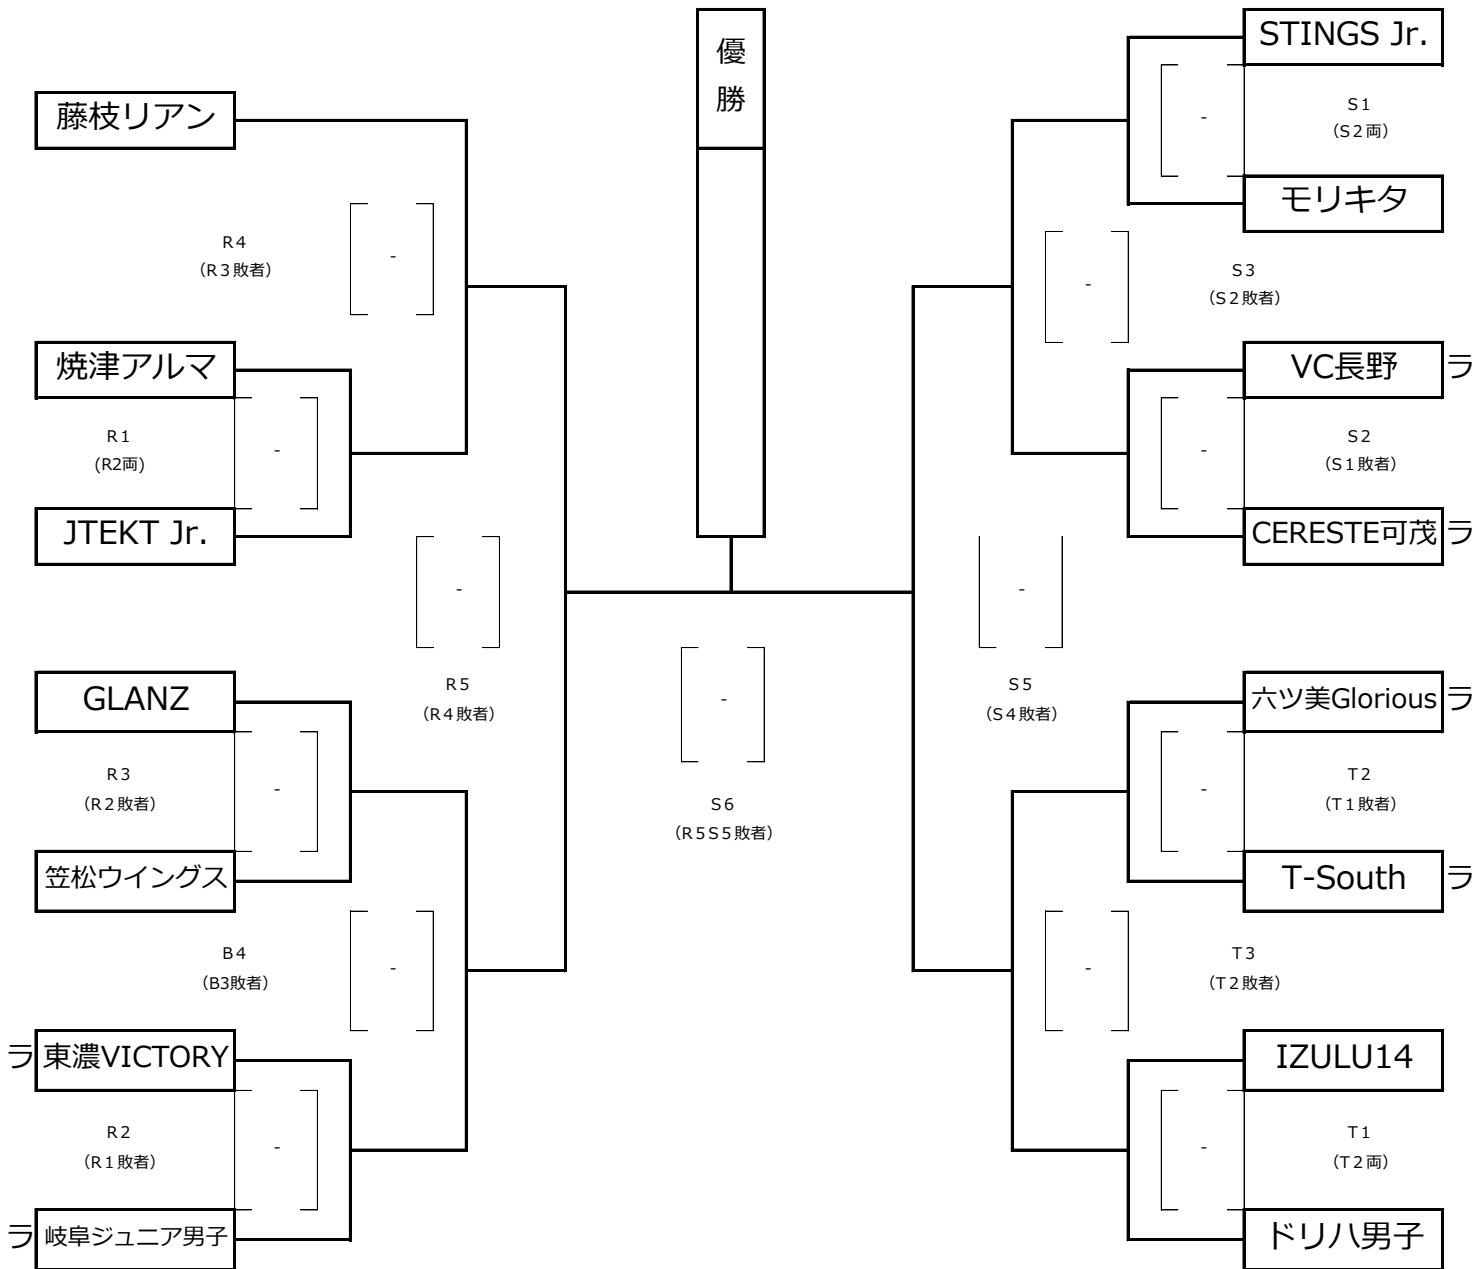 優
勝
藤枝リアン
R4
（R3敗者）
-
焼津アルマ
R1
(R2両)
-
JTEKT Jr.
R5
（R4敗者）
-
GLANZ
R3
（R2敗者）
-
笠松ウイングス
B4
（B3敗者）
-
ラ 東濃VICTORY
R2
（R1敗者）
-
ラ 岐阜ジュニア男子
-
S6
（R5S5敗者）
STINGS Jr.
S1
（S2両）
-
モリキタ
S3
（S2敗者）
-
VC長野 ラ
S2
（S1敗者）
-
CERESTE可茂 ラ
-
S5
（S4敗者）
六ツ美Glorious ラ
T2
（T1敗者）
-
T-South ラ
T3
（T2敗者）
-
IZULU14
T1
（T2両）
-
ドリハ男子